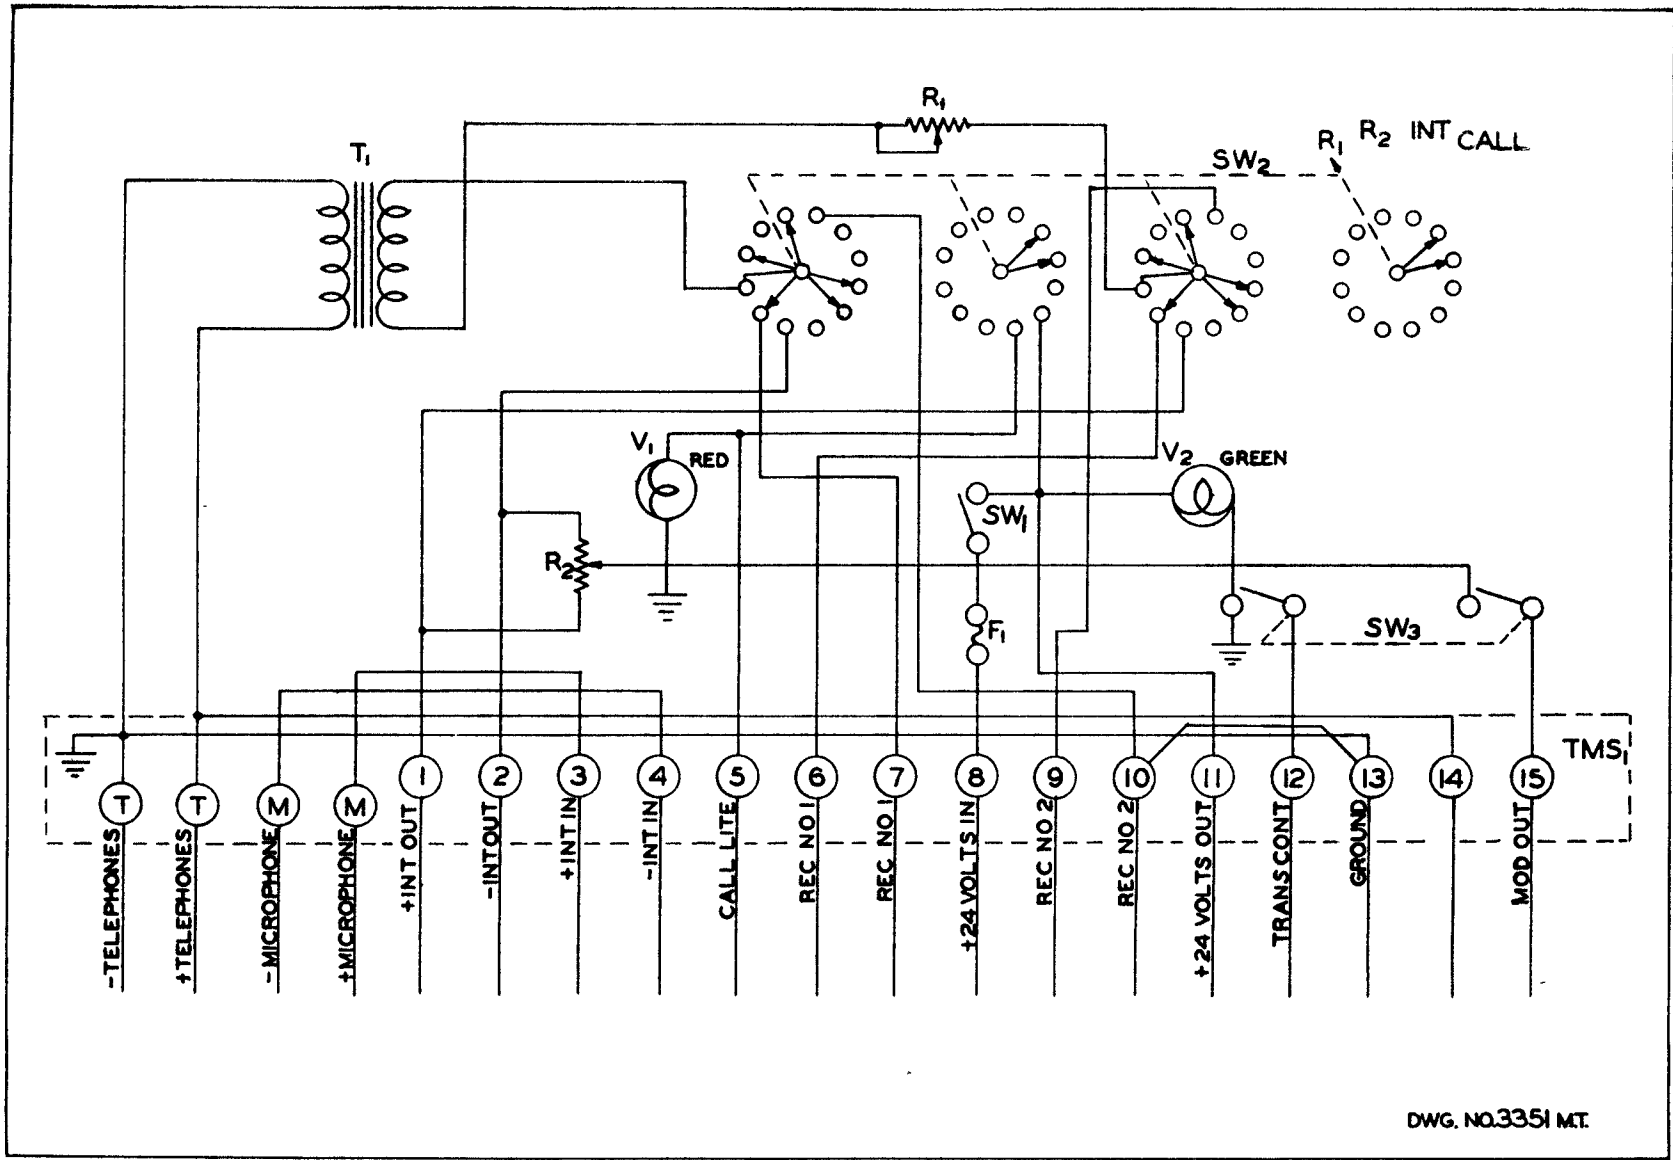 R1
T1
SW2
R1 R2 INT CALL
V1
RED
V2
GREEN
SW1
R2
F1
SW3
TMS1
T
T
M
M
1
2
3
4
5
6
7
8
9
10
11
12
13
14
15
-TELEPHONES
+TELEPHONES
-MICROPHONE
+MICROPHONE
+INT OUT
-INT OUT
+INT IN
-INT IN
CALL LITE
REC NO 1
REC NO 1
+24 VOLTS IN
REC NO 2
REC NO 2
+24 VOLTS OUT
TRANS CONT
GROUND
MOD OUT
DWG. NO. 3351 M.T.